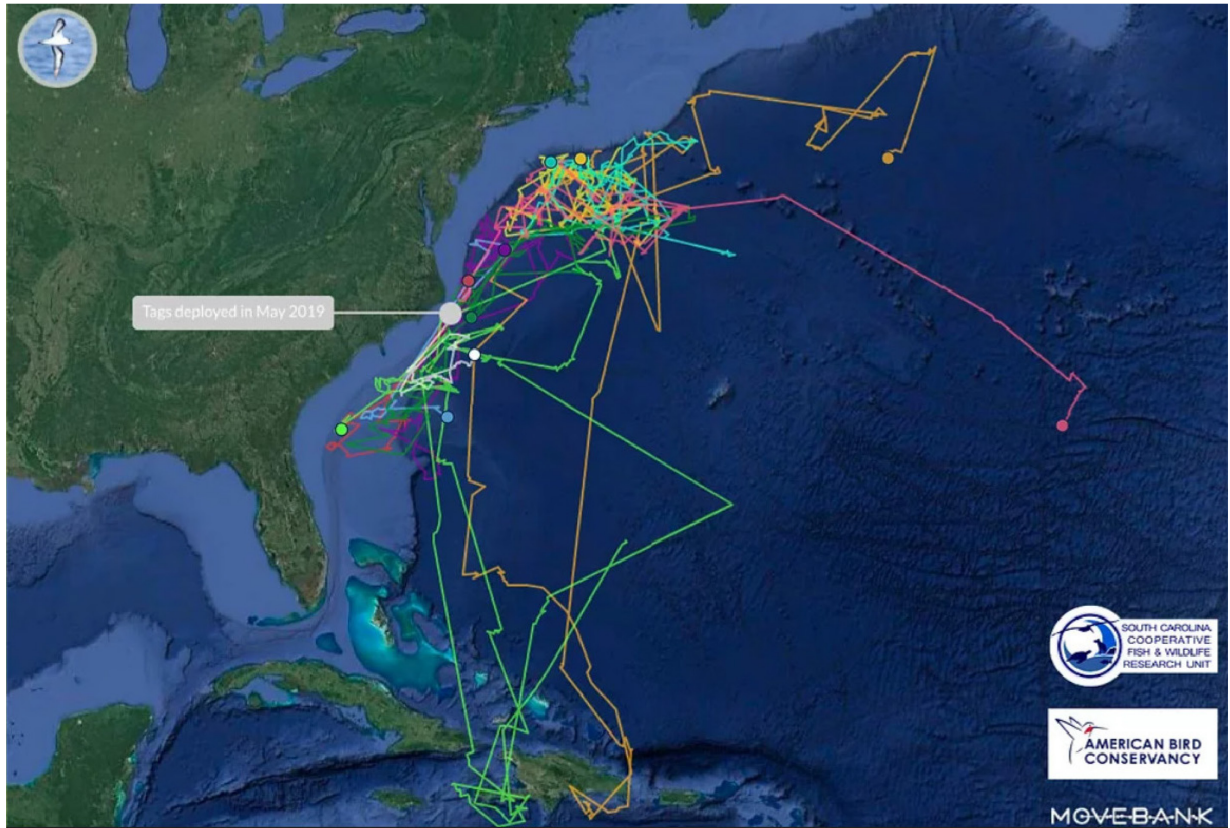 Tags deployed in May 2019
SOUTH CAROLINA
COOPERATIVE
FISH & WILDLIFE
RESEARCH UNIT
AMERICAN BIRD
CONSERVANCY
MOVEBANK